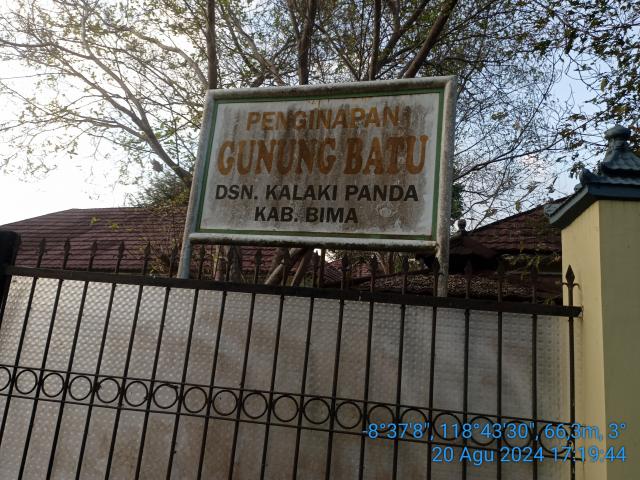 PENGINAPAN
GUNUNG BATU
DSN. KALAKI PANDA
KAB. BIMA
-8°37'8", 118°43'30", 66,3m, 3°
20 Agu 2024 17:19:44